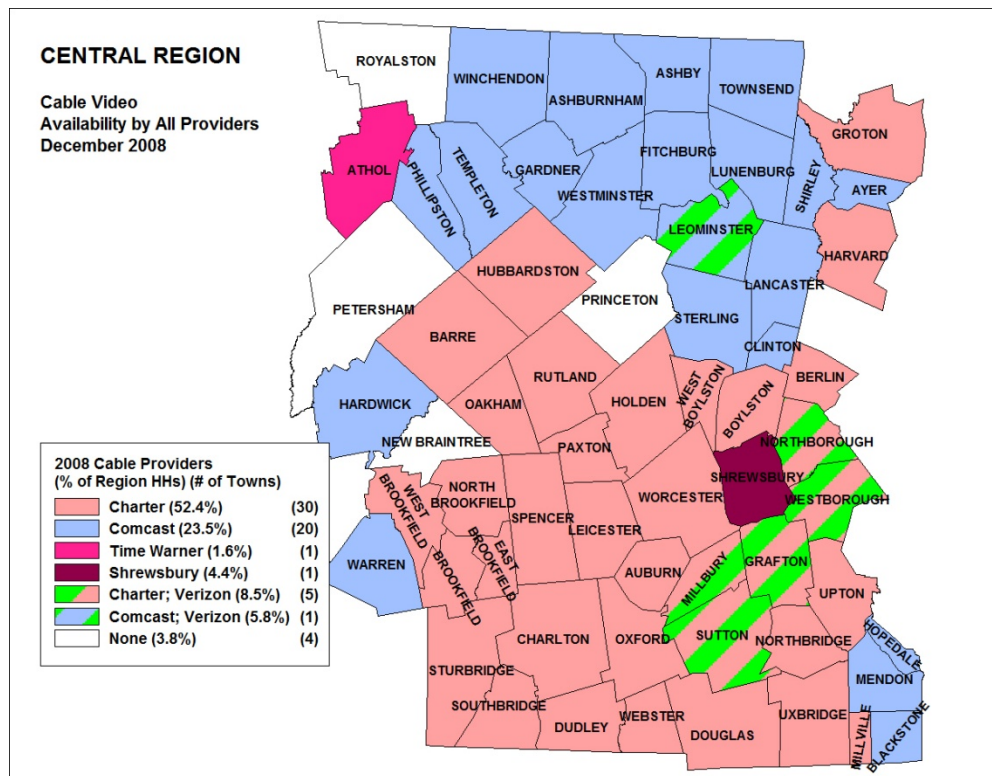 CENTRAL REGION
Cable Video
Availability by All Providers
December 2008
ROYALSTON
WINCHENDON
ASHBURNHAM
ASHBY
TOWNSEND
GROTON
ATHOL
PHILLIPSTON
TEMPLETON
GARDNER
WESTMINSTER
FITCHBURG
LUNENBURG
SHIRLEY
AYER
LEOMINSTER
HARVARD
HUBBARDSTON
PETERSHAM
PRINCETON
LANCASTER
BARRE
STERLING
CLINTON
RUTLAND
HARDWICK
OAKHAM
HOLDEN
WEST
BOYLSTON
BOYLSTON
BERLIN
NEW BRAINTREE
PAXTON
NORTHBOROUGH
SHREWSBURY
WORCESTER
WESTBOROUGH
WEST
BROOKFIELD
NORTH
BROOKFIELD
SPENCER
LEICESTER
WARREN
BROOKFIELD
EAST
BROOKFIELD
AUBURN
MILLBURY
GRAFTON
UPTON
CHARLTON
OXFORD
SUTTON
NORTHBRIDGE
HOPEDALE
STURBRIDGE
MENDON
SOUTHBRIDGE
DUDLEY
WEBSTER
DOUGLAS
UXBRIDGE
MILLVILLE
BLACKSTONE
2008 Cable Providers
(% of Region HHs) (# of Towns)
Charter (52.4%) (30)
Comcast (23.5%) (20)
Time Warner (1.6%) (1)
Shrewsbury (4.4%) (1)
Charter; Verizon (8.5%) (5)
Comcast; Verizon (5.8%) (1)
None (3.8%) (4)